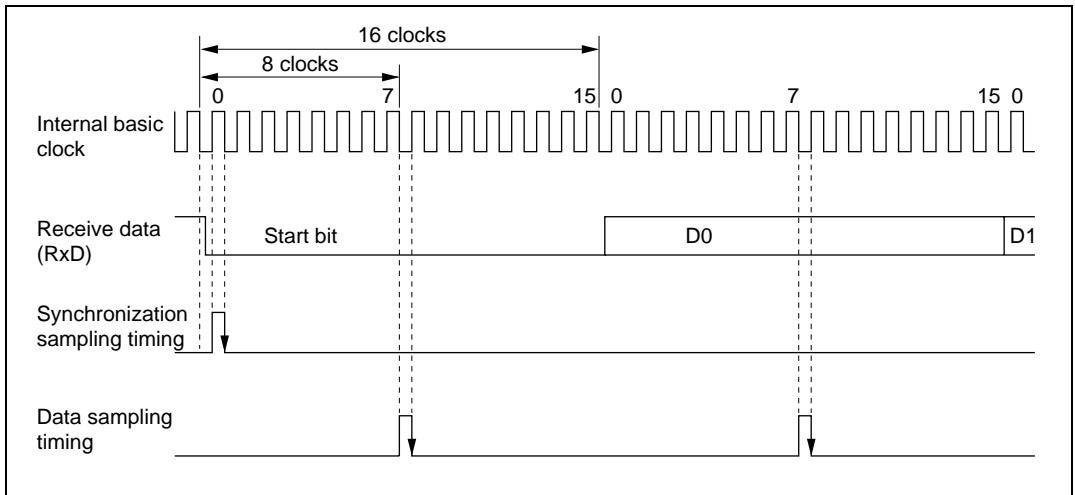 16 clocks
8 clocks
0 7 15 0 7 15 0
Internal basic
clock
Receive data
(RxD)
Start bit D0 D1
Synchronization
sampling timing
Data sampling
timing